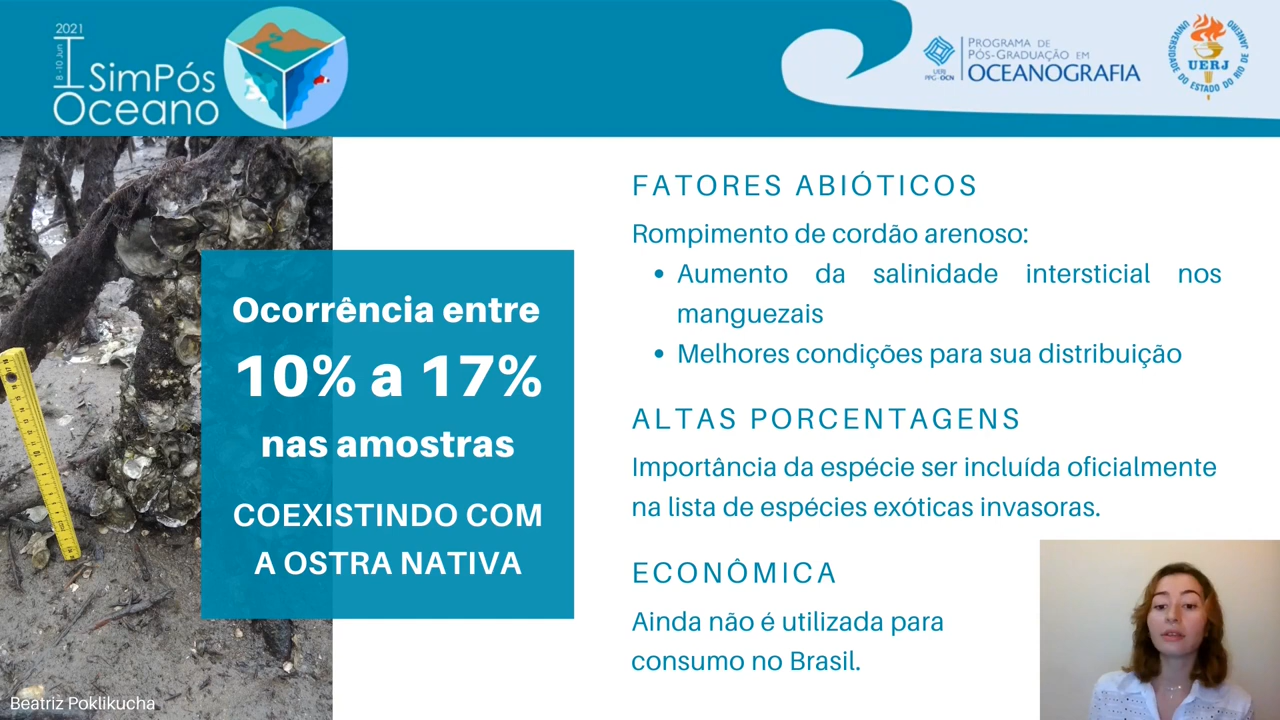 2021
8 - 10 Jun
I SimPós
Oceano
PROGRAMA DE
PÓS-GRADUAÇÃO EM
OCEANOGRAFIA
UERJ
PPG-OCN
UNIVERSIDADE DO ESTADO DO RIO DE JANEIRO
UERJ
Ocorrência entre
10% a 17%
nas amostras
COEXISTINDO COM
A OSTRA NATIVA
FATORES ABIÓTICOS
Rompimento de cordão arenoso:
• Aumento da salinidade intersticial nos
manguezais
• Melhores condições para sua distribuição
ALTAS PORCENTAGENS
Importância da espécie ser incluída oficialmente
na lista de espécies exóticas invasoras.
ECONÔMICA
Ainda não é utilizada para
consumo no Brasil.
Beatriz Poklikucha